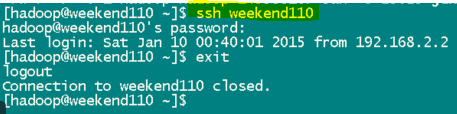 [hadoop@weekend110 ~]$ ssh weekend110
hadoop@weekend110's password:
Last login: Sat Jan 10 00:40:01 2015 from 192.168.2.2
[hadoop@weekend110 ~]$ exit
logout
Connection to weekend110 closed.
[hadoop@weekend110 ~]$